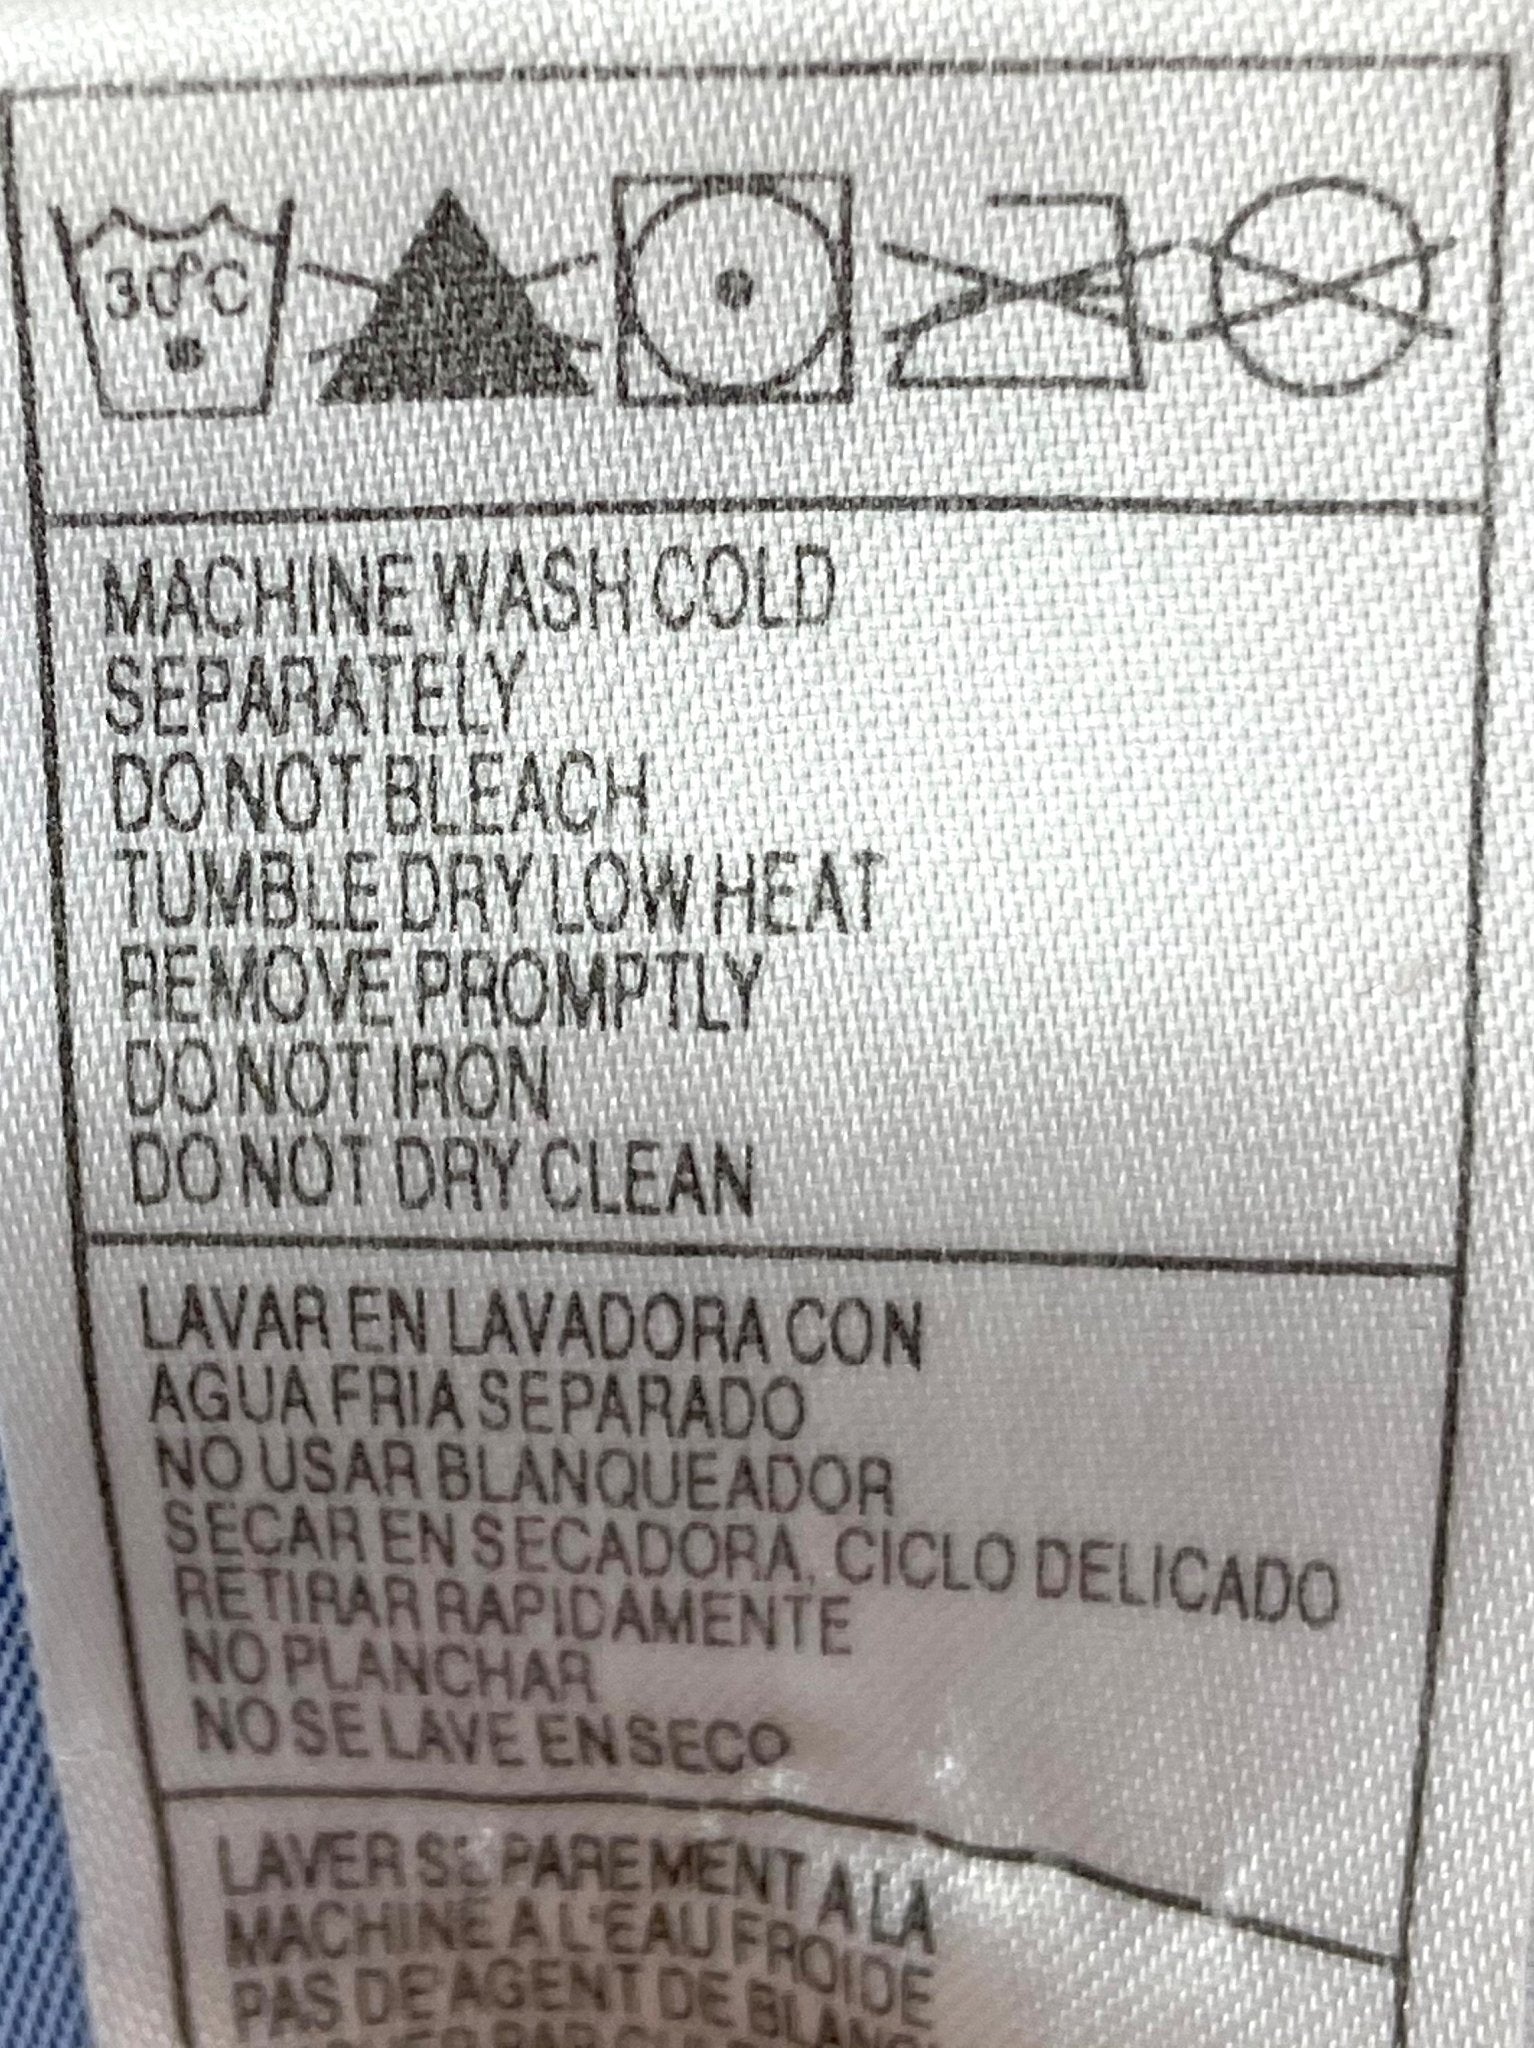 30°C
MACHINE WASH COLD
SEPARATELY
DO NOT BLEACH
TUMBLE DRY LOW HEAT
REMOVE PROMPTLY
DO NOT IRON
DO NOT DRY CLEAN
LAVAR EN LAVADORA CON
AGUA FRIA SEPARADO
NO USAR BLANQUEADOR
SECAR EN SECADORA, CICLO DELICADO
RETIRAR RAPIDAMENTE
NO PLANCHAR
NO SE LAVE EN SECO
LAVER SÉPAREMENT A LA
MACHINE A L'EAU FROIDE
PAS DE AGENT DE